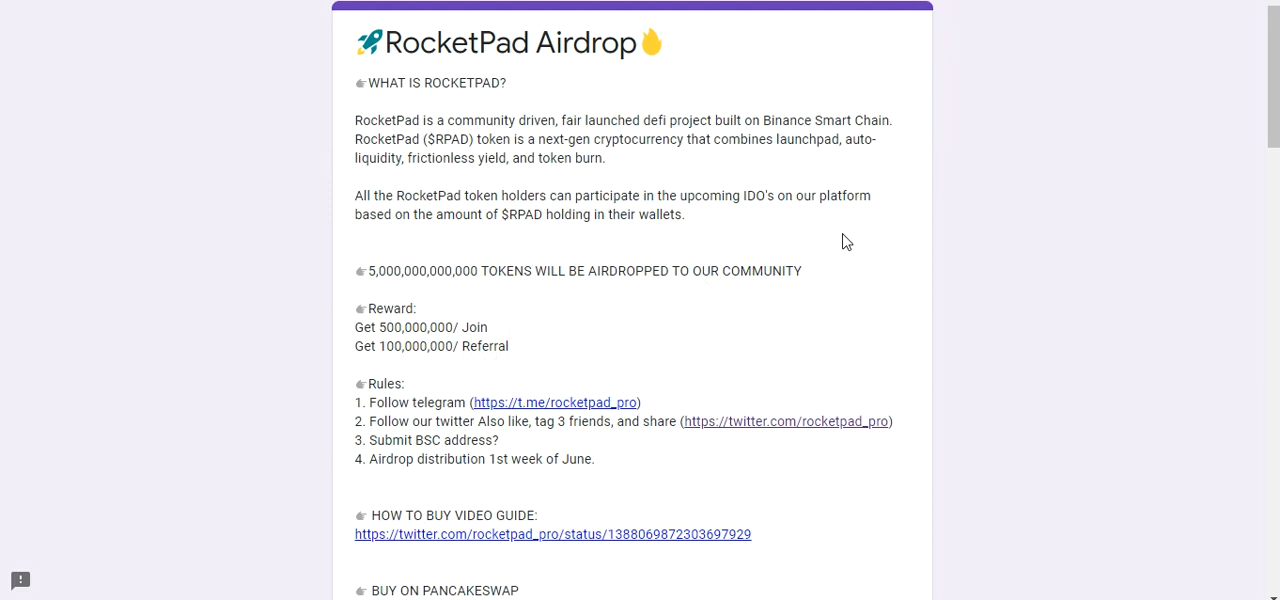 🚀RocketPad Airdrop🔥
👉WHAT IS ROCKETPAD?
RocketPad is a community driven, fair launched defi project built on Binance Smart Chain.
RocketPad ($RPAD) token is a next-gen cryptocurrency that combines launchpad, auto-
liquidity, frictionless yield, and token burn.
All the RocketPad token holders can participate in the upcoming IDO's on our platform
based on the amount of $RPAD holding in their wallets.
👉5,000,000,000,000 TOKENS WILL BE AIRDROPPED TO OUR COMMUNITY
👉Reward:
Get 500,000,000/ Join
Get 100,000,000/ Referral
👉Rules:
1. Follow telegram (https://t.me/rocketpad_pro)
2. Follow our twitter Also like, tag 3 friends, and share (https://twitter.com/rocketpad_pro)
3. Submit BSC address?
4. Airdrop distribution 1st week of June.
👉 HOW TO BUY VIDEO GUIDE:
https://twitter.com/rocketpad_pro/status/1388069872303697929
👉 BUY ON PANCAKESWAP